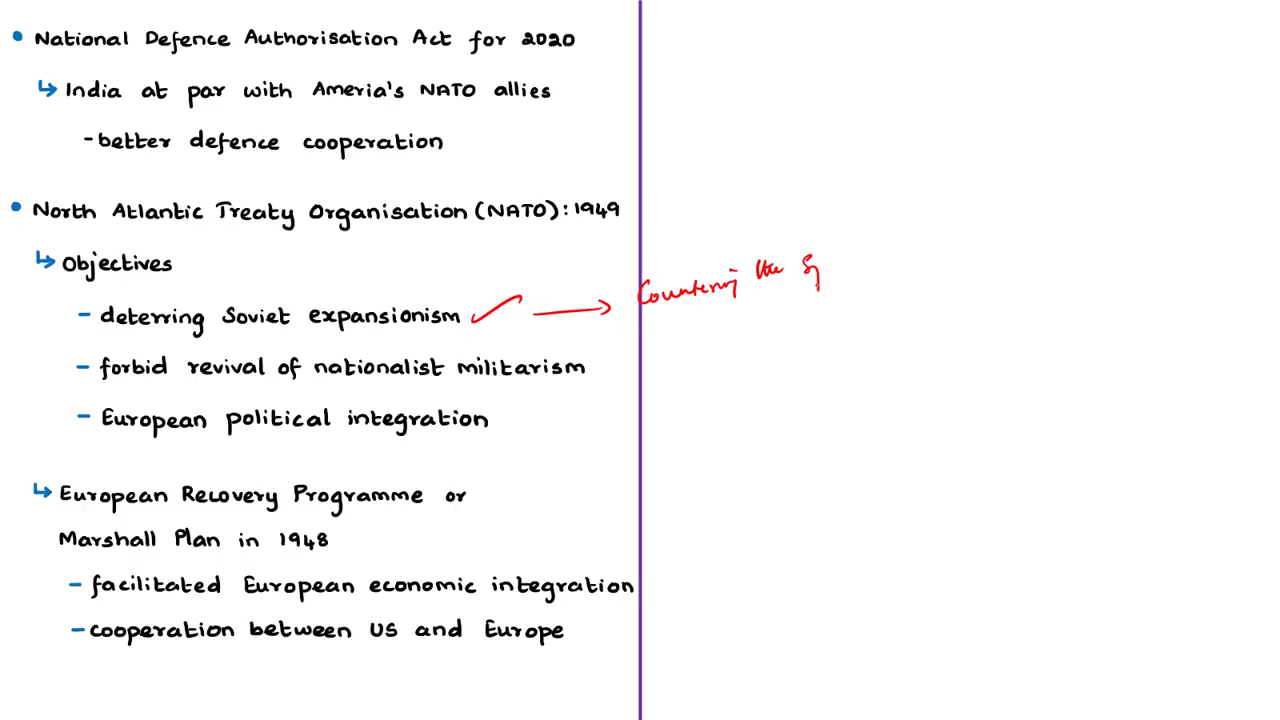 • National Defence Authorisation Act for 2020
↳ India at par with Ameria's NATO allies
- better defence cooperation
• North Atlantic Treaty Organisation (NATO): 1949
↳ Objectives
- deterring Soviet expansionism ✓ → Countering the
- forbid revival of nationalist militarism
- European political integration
↳ European Recovery Programme or
Marshall Plan in 1948
- facilitated European economic integration
- cooperation between US and Europe